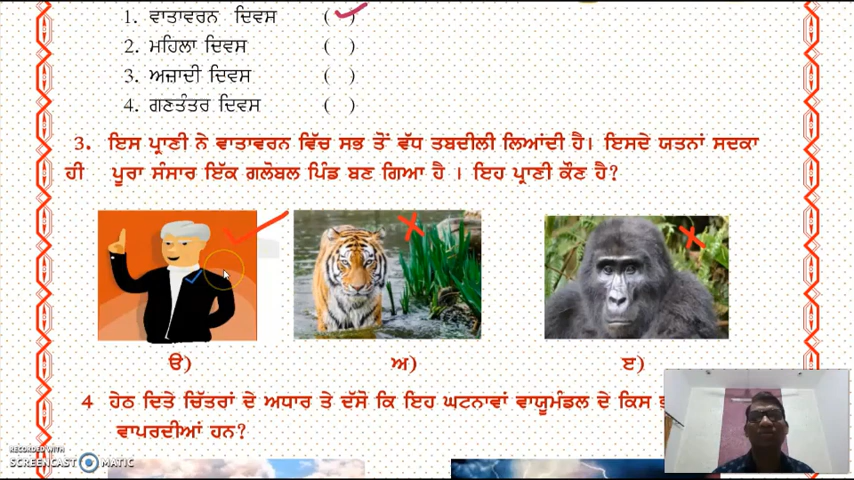 1. ਵਾਤਾਵਰਨ ਦਿਵਸ ( )
2. ਮਹਿਲਾ ਦਿਵਸ ( )
3. ਅਜ਼ਾਦੀ ਦਿਵਸ ( )
4. ਗਣਤੰਤਰ ਦਿਵਸ ( )
3. ਇਸ ਪ੍ਰਾਣੀ ਨੇ ਵਾਤਾਵਰਨ ਵਿੱਚ ਸਭ ਤੋਂ ਵੱਧ ਤਬਦੀਲੀ ਲਿਆਂਦੀ ਹੈ। ਇਸਦੇ ਯਤਨਾਂ ਸਦਕਾ
ਹੀ ਪੂਰਾ ਸੰਸਾਰ ਇੱਕ ਗਲੋਬਲ ਪਿੰਡ ਬਣ ਗਿਆ ਹੈ । ਇਹ ਪ੍ਰਾਣੀ ਕੌਣ ਹੈ?
ੳ) ਅ) ੲ)
4 ਹੇਠ ਦਿਤੇ ਚਿੱਤਰਾਂ ਦੇ ਅਧਾਰ ਤੇ ਦੱਸੋ ਕਿ ਇਹ ਘਟਨਾਵਾਂ ਵਾਯੂਮੰਡਲ ਦੇ ਕਿਸ
ਵਾਪਰਦੀਆਂ ਹਨ?
RECORDED WITH
SCREENCAST MATIC